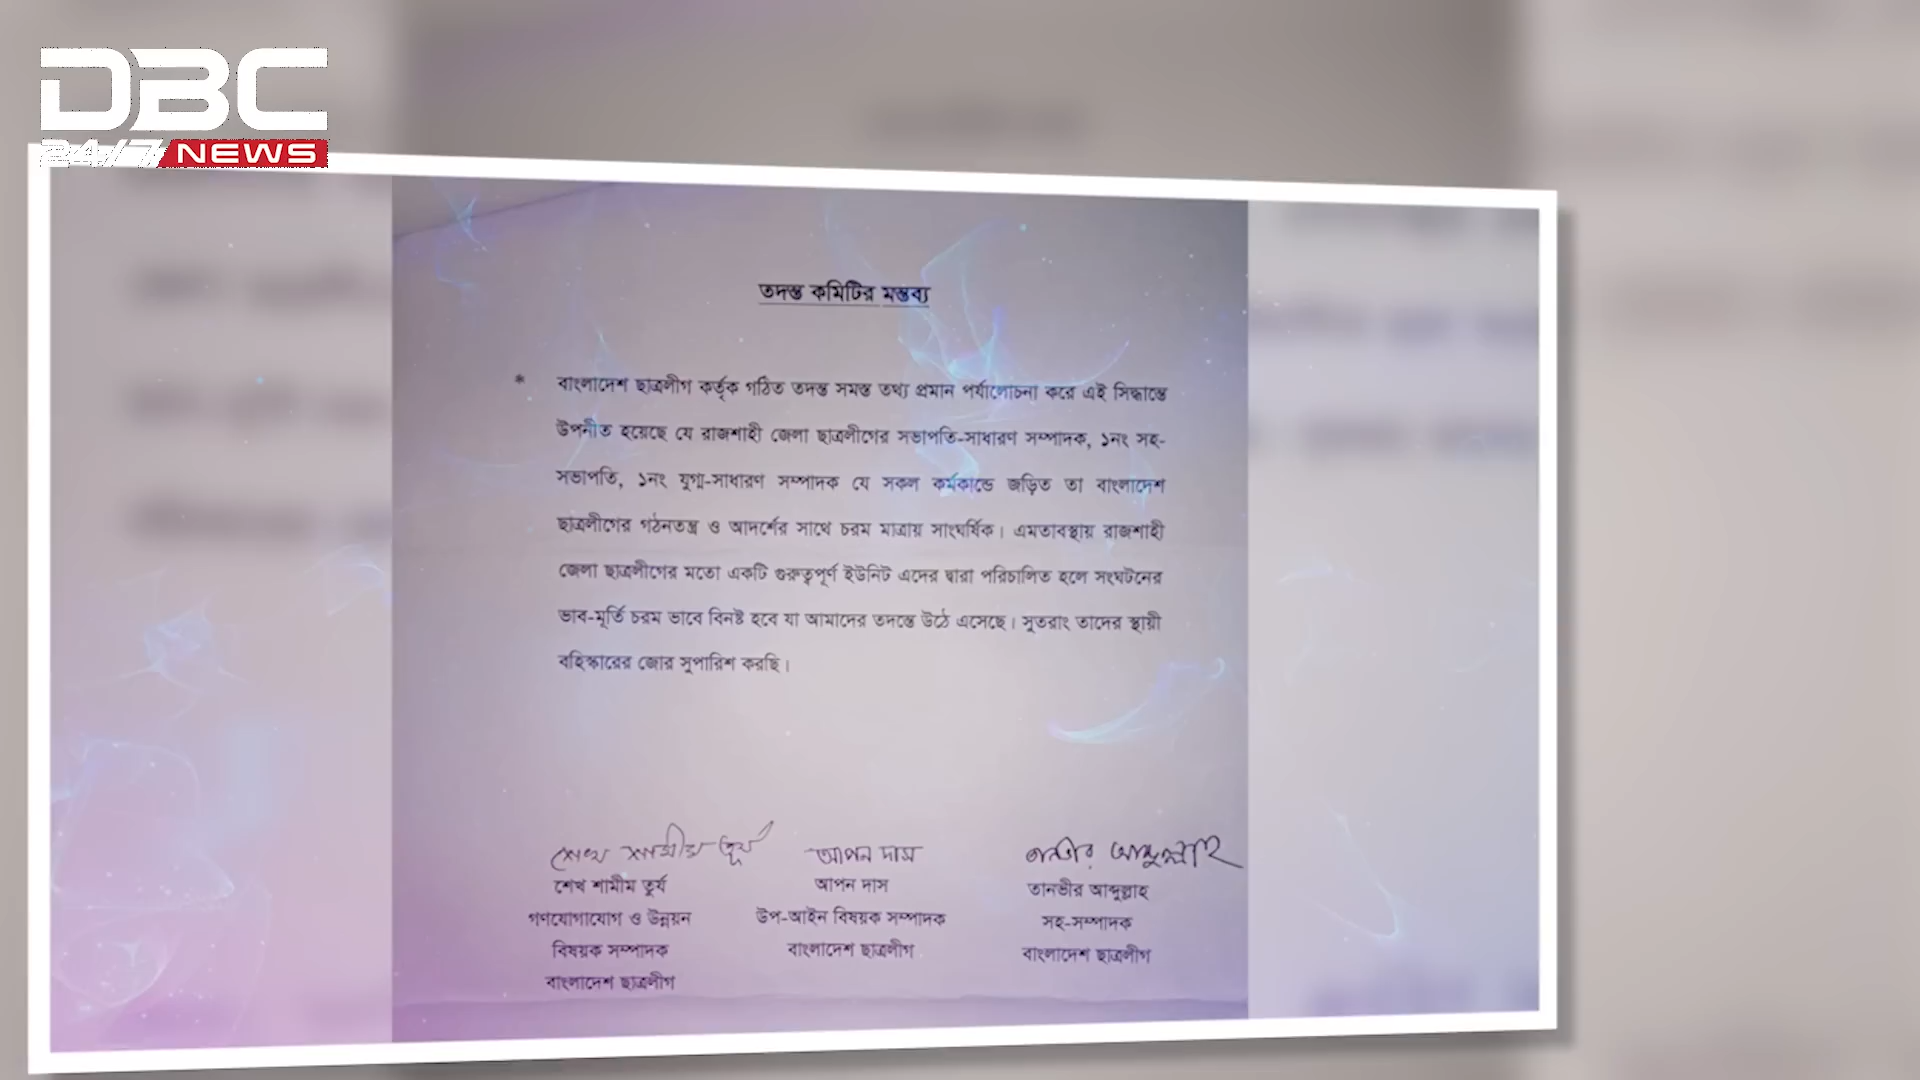 DBC
24/7 NEWS
তদন্ত কমিটির মন্তব্য
* বাংলাদেশ ছাত্রলীগ কর্তৃক গঠিত তদন্ত সমস্ত তথ্য প্রমান পর্যালোচনা করে এই সিদ্ধান্তে
উপনীত হয়েছে যে রাজশাহী জেলা ছাত্রলীগের সভাপতি-সাধারণ সম্পাদক, ১নং সহ-
সভাপতি, ১নং যুগ্ম-সাধারণ সম্পাদক যে সকল কর্মকান্ডে জড়িত তা বাংলাদেশ
ছাত্রলীগের গঠনতন্ত্র ও আদর্শের সাথে চরম মাত্রায় সাংঘর্ষিক। এমতাবস্থায় রাজশাহী
জেলা ছাত্রলীগের মতো একটি গুরুত্বপূর্ণ ইউনিট এদের দ্বারা পরিচালিত হলে সংঘটনের
ভাব-মূর্তি চরম ভাবে বিনষ্ট হবে যা আমাদের তদন্তে উঠে এসেছে। সুতরাং তাদের স্থায়ী
বহিস্কারের জোর সুপারিশ করছি।
শেখ শামীম তূর্য আপন দাস তানভীর আব্দুল্লাহ
শেখ শামীম তুর্য আপন দাস তানভীর আব্দুল্লাহ
গণযোগাযোগ ও উন্নয়ন উপ-আইন বিষয়ক সম্পাদক সহ-সম্পাদক
বিষয়ক সম্পাদক বাংলাদেশ ছাত্রলীগ বাংলাদেশ ছাত্রলীগ
বাংলাদেশ ছাত্রলীগ